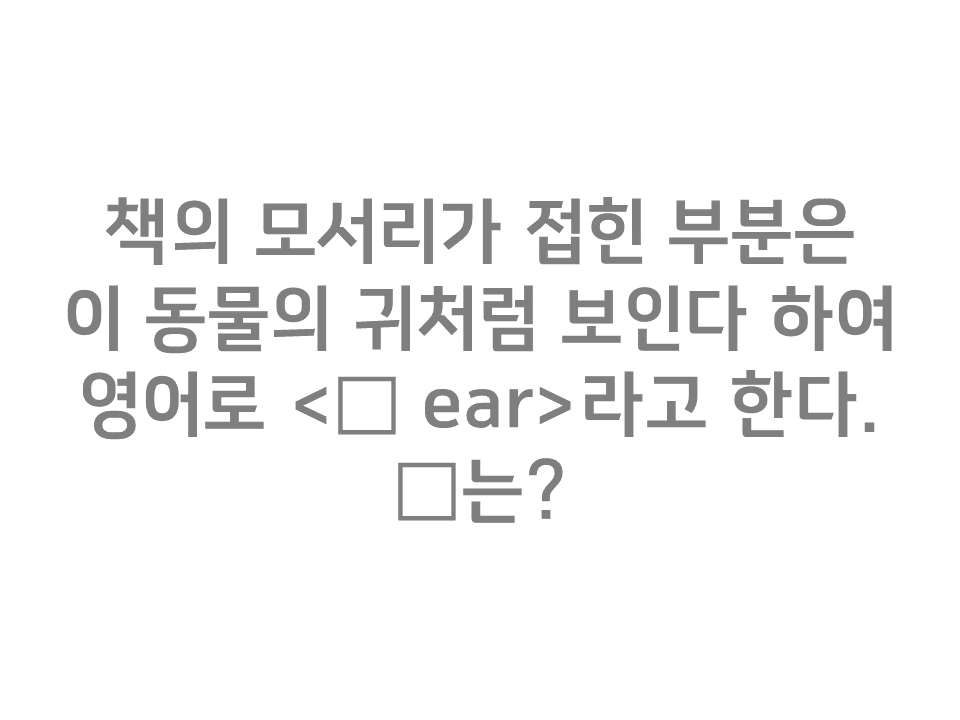 책의 모서리가 접힌 부분은
이 동물의 귀처럼 보인다 하여
영어로 <□ ear>라고 한다.
□는?